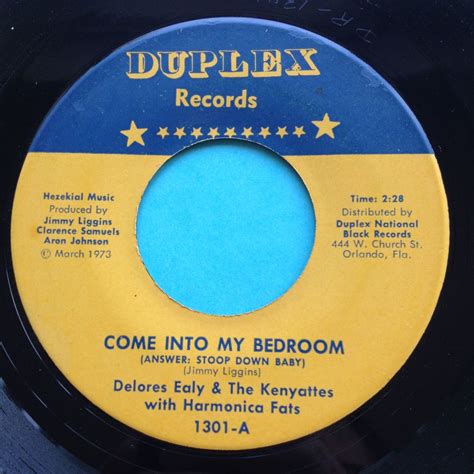 DUPLEX
Records
Hezekial Music
Produced by
Jimmy Liggins
Clarence Samuels
Aron Johnson
© March 1973
Time: 2:28
Distributed by
Duplex National
Black Records
444 W. Church St.
Orlando, Fla.
COME INTO MY BEDROOM
(ANSWER: STOOP DOWN BABY)
(Jimmy Liggins)
Delores Ealy & The Kenyattes
with Harmonica Fats
1301-A